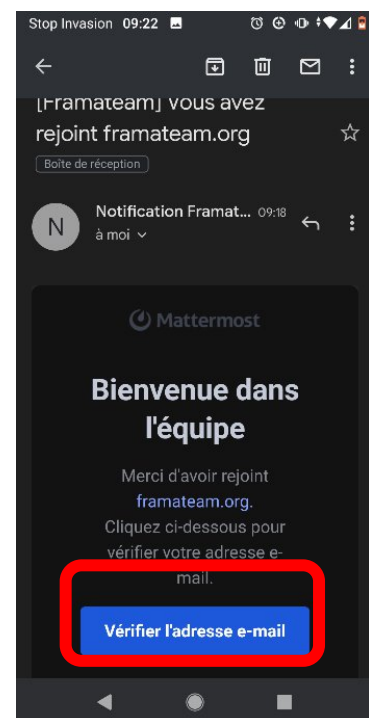 Stop Invasion 09:22
[Framateam] Vous avez
rejoint framateam.org
Boîte de réception
N
Notification Framat... 09:18
à moi
Mattermost
Bienvenue dans
l'équipe
Merci d'avoir rejoint
framateam.org.
Cliquez ci-dessous pour
vérifier votre adresse e-
mail.
Vérifier l'adresse e-mail